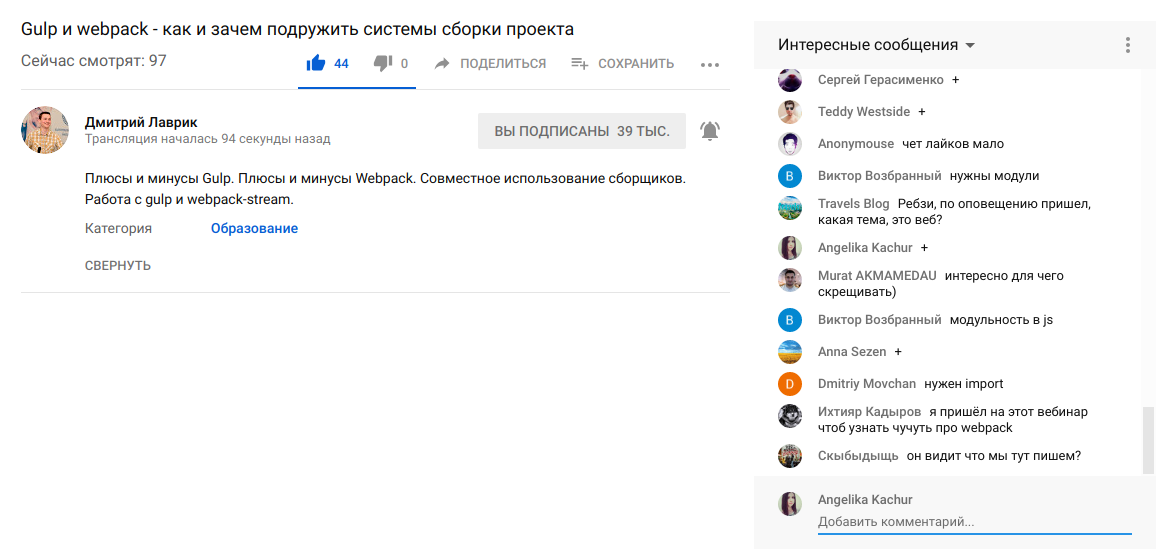 Gulp и webpack - как и зачем подружить системы сборки проекта
Сейчас смотрят: 97
44
0
ПОДЕЛИТЬСЯ
СОХРАНИТЬ
Дмитрий Лаврик
Трансляция началась 94 секунды назад
ВЫ ПОДПИСАНЫ 39 ТЫС.
Плюсы и минусы Gulp. Плюсы и минусы Webpack. Совместное использование сборщиков.
Работа с gulp и webpack-stream.
Категория Образование
СВЕРНУТЬ
Интересные сообщения
Сергей Герасименко +
Teddy Westside +
Anonymouse чет лайков мало
В Виктор Возбранный нужны модули
Travels Blog Ребзи, по оповещению пришел,
какая тема, это веб?
Angelika Kachur +
Murat AKMAMEDAU интересно для чего
скрещивать)
В Виктор Возбранный модульность в js
Anna Sezen +
D Dmitriy Movchan нужен import
Ихтияр Кадыров я пришёл на этот вебинар
чтоб узнать чучуть про webpack
Скыбыдыщь он видит что мы тут пишем?
Angelika Kachur
Добавить комментарий...